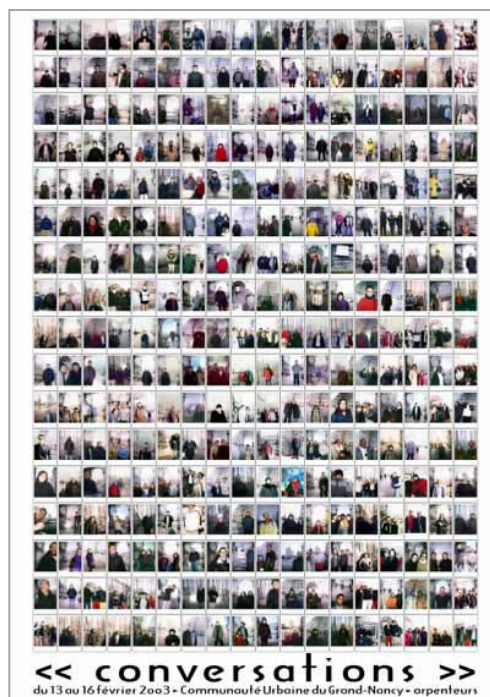 << conversations >>
du 13 au 16 février 2003 • Communauté Urbaine du Grand-Nancy • arpenteurs